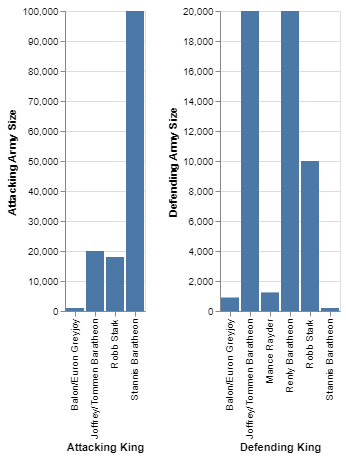 100,000
90,000
80,000
70,000
60,000
50,000
40,000
30,000
20,000
10,000
0
Attacking Army Size
Balon/Euron Greyjoy
Joffrey/Tommen Baratheon
Robb Stark
Stannis Baratheon
Attacking King
20,000
18,000
16,000
14,000
12,000
10,000
8,000
6,000
4,000
2,000
0
Defending Army Size
Balon/Euron Greyjoy
Joffrey/Tommen Baratheon
Mance Rayder
Renly Baratheon
Robb Stark
Stannis Baratheon
Defending King